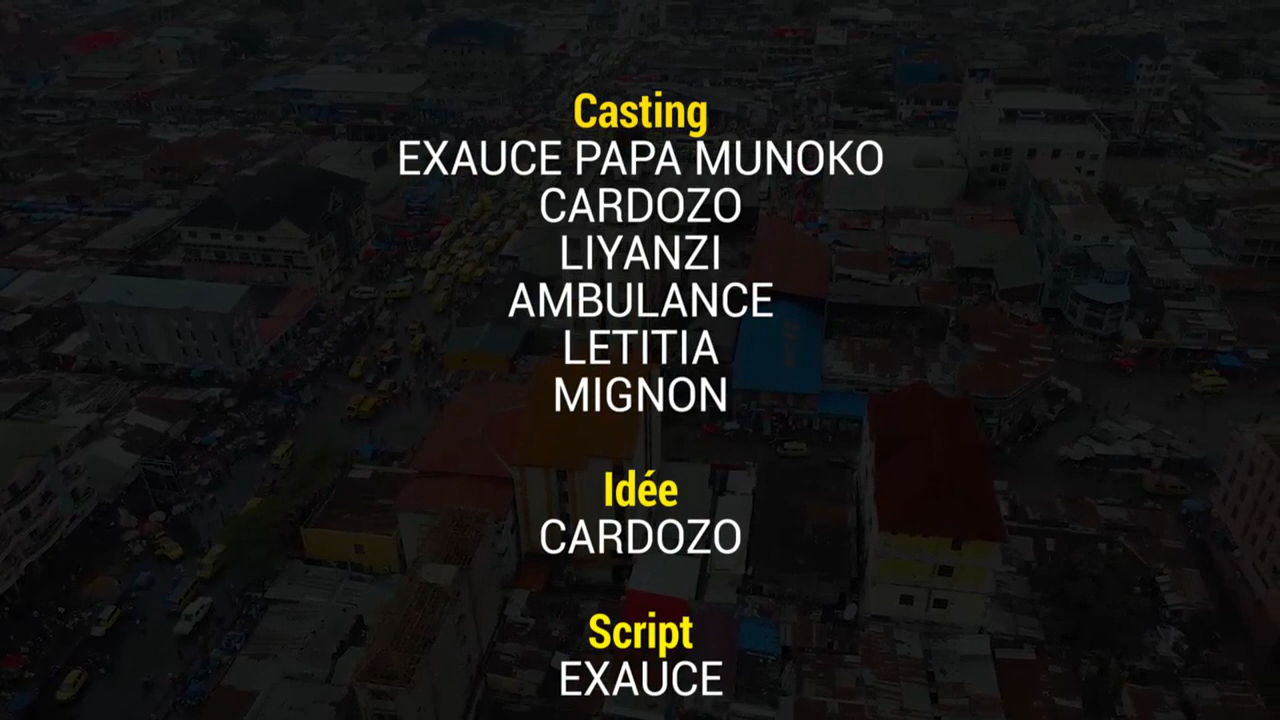 Casting
EXAUCE PAPA MUNOKO
CARDOZO
LIYANZI
AMBULANCE
LETITIA
MIGNON
Idée
CARDOZO
Script
EXAUCE